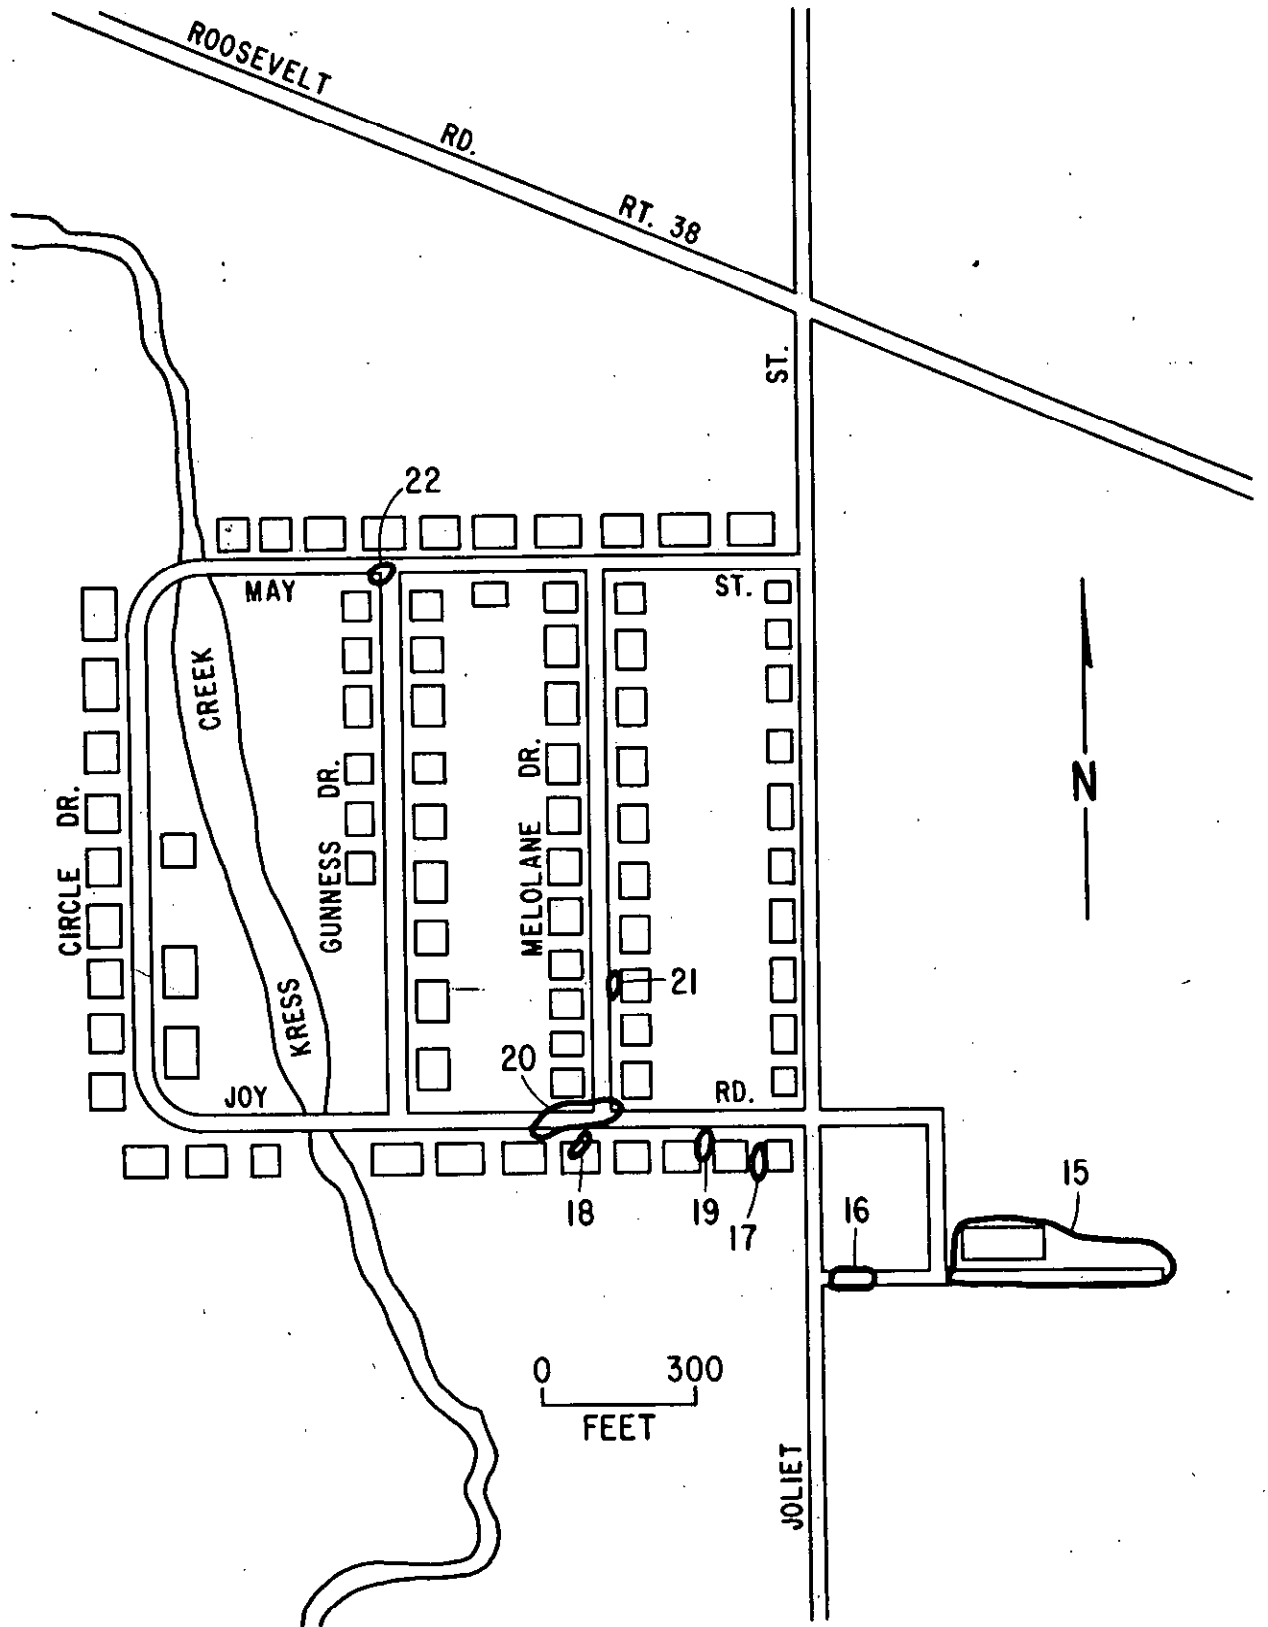 ROOSEVELT
RD.
RT. 38
ST.
22
MAY
ST.
CREEK
N
CIRCLE DR.
GUNNESS DR.
MELOLANE DR.
KRESS
21
20
JOY
RD.
18
19
17
16
15
0 300
FEET
JOLIET